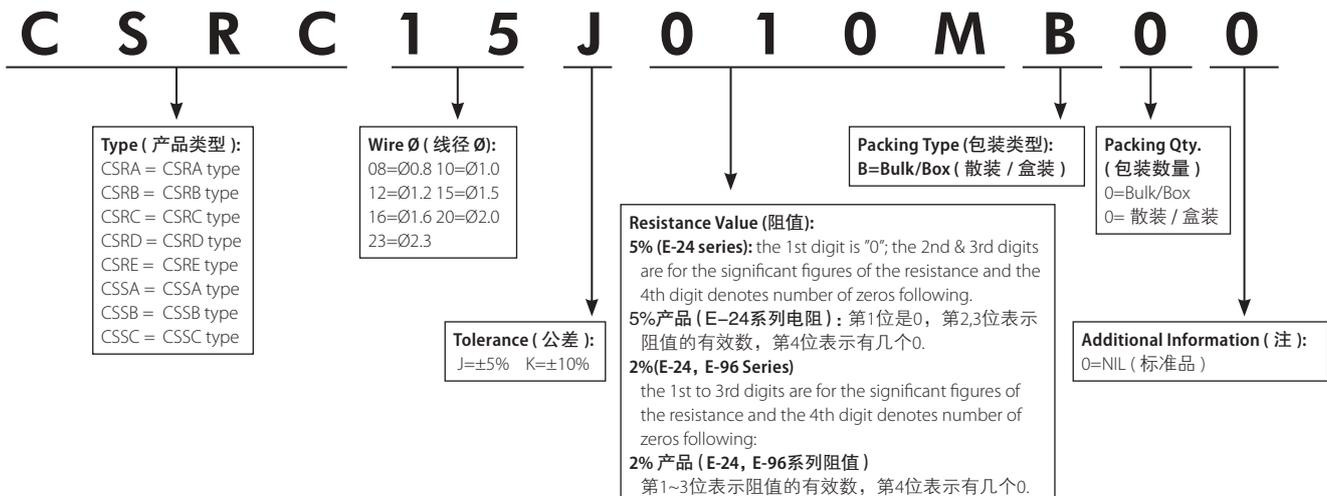 C S R C 1 5 J 0 1 0 M B 0 0
Type ( 产品类型 ):
CSRA = CSRA type
CSRB = CSRB type
CSRC = CSRC type
CSRD = CSRD type
CSRE = CSRE type
CSSA = CSSA type
CSSB = CSSB type
CSSC = CSSC type
Wire Ø ( 线径 Ø):
08=Ø0.8 10=Ø1.0
12=Ø1.2 15=Ø1.5
16=Ø1.6 20=Ø2.0
23=Ø2.3
Tolerance ( 公差 ):
J=±5% K=±10%
Resistance Value (阻值):
5% (E-24 series): the 1st digit is "0"; the 2nd & 3rd digits
are for the significant figures of the resistance and the
4th digit denotes number of zeros following.
5%产品 ( E–24系列电阻 ) : 第1位是0，第2,3位表示
阻值的有效数，第4位表示有几个0.
2%(E-24, E-96 Series)
the 1st to 3rd digits are for the significant figures of
the resistance and the 4th digit denotes number of
zeros following:
2% 产品 ( E-24, E-96系列阻值 )
第1~3位表示阻值的有效数，第4位表示有几个0.
Packing Type (包装类型):
B=Bulk/Box ( 散装 / 盒装 )
Packing Qty.
( 包装数量 )
0=Bulk/Box
0= 散装 / 盒装
Additional Information ( 注 ):
0=NIL ( 标准品 )